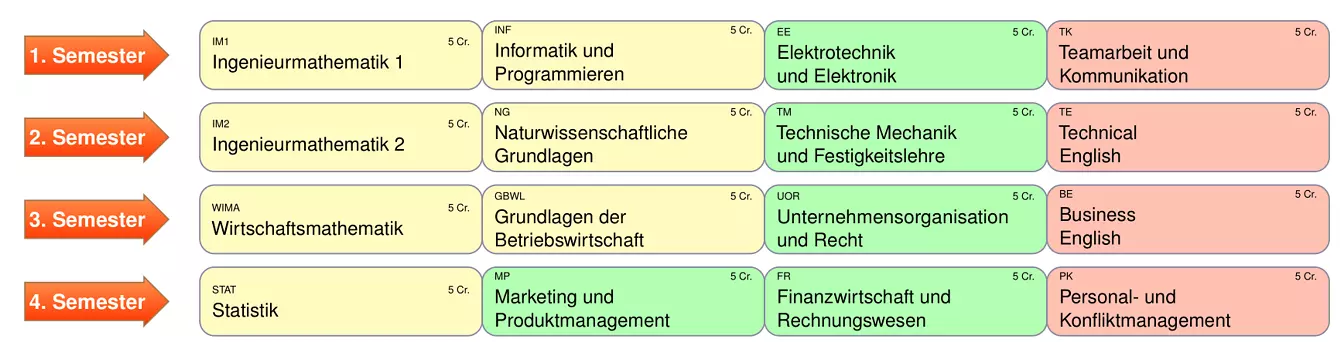 1. Semester
IM1 5 Cr.
Ingenieurmathematik 1
INF 5 Cr.
Informatik und
Programmieren
EE 5 Cr.
Elektrotechnik
und Elektronik
TK 5 Cr.
Teamarbeit und
Kommunikation
2. Semester
IM2 5 Cr.
Ingenieurmathematik 2
NG 5 Cr.
Naturwissenschaftliche
Grundlagen
TM 5 Cr.
Technische Mechanik
und Festigkeitslehre
TE 5 Cr.
Technical
English
3. Semester
WIMA 5 Cr.
Wirtschaftsmathematik
GBWL 5 Cr.
Grundlagen der
Betriebswirtschaft
UOR 5 Cr.
Unternehmensorganisation
und Recht
BE 5 Cr.
Business
English
4. Semester
STAT 5 Cr.
Statistik
MP 5 Cr.
Marketing und
Produktmanagement
FR 5 Cr.
Finanzwirtschaft und
Rechnungswesen
PK 5 Cr.
Personal- und
Konfliktmanagement